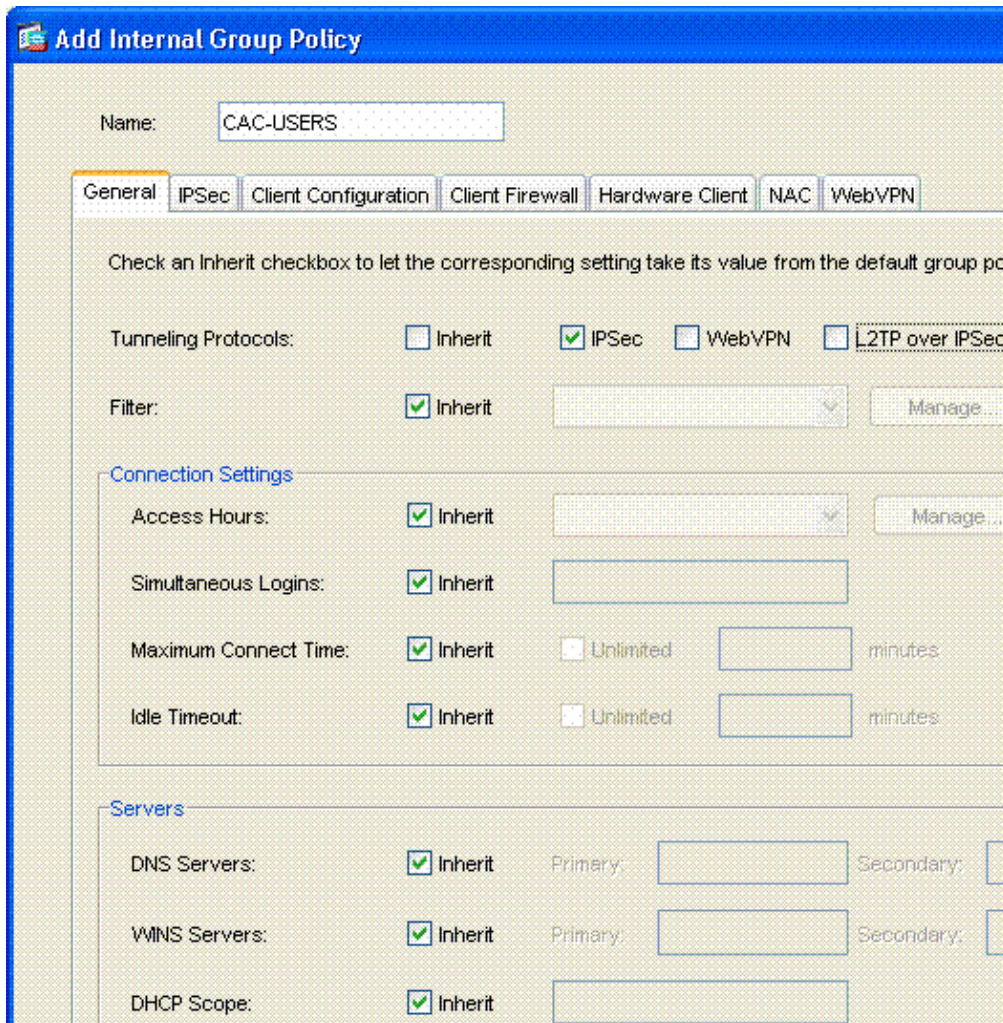 Add Internal Group Policy
Name: CAC-USERS
General IPSec Client Configuration Client Firewall Hardware Client NAC WebVPN
Check an Inherit checkbox to let the corresponding setting take its value from the default group po
Tunneling Protocols: Inherit IPSec WebVPN L2TP over IPSec
Filter: Inherit Manage...
Connection Settings
Access Hours: Inherit Manage...
Simultaneous Logins: Inherit
Maximum Connect Time: Inherit Unlimited minutes
Idle Timeout: Inherit Unlimited minutes
Servers
DNS Servers: Inherit Primary: Secondary:
WINS Servers: Inherit Primary: Secondary:
DHCP Scope: Inherit